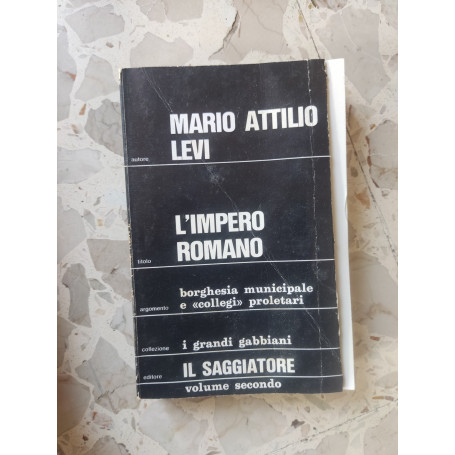 MARIO ATTILIO
autore LEVI
L'IMPERO
titolo ROMANO
borghesia municipale
argomento e «collegi» proletari
collezione i grandi gabbiani
editore IL SAGGIATORE
volume secondo